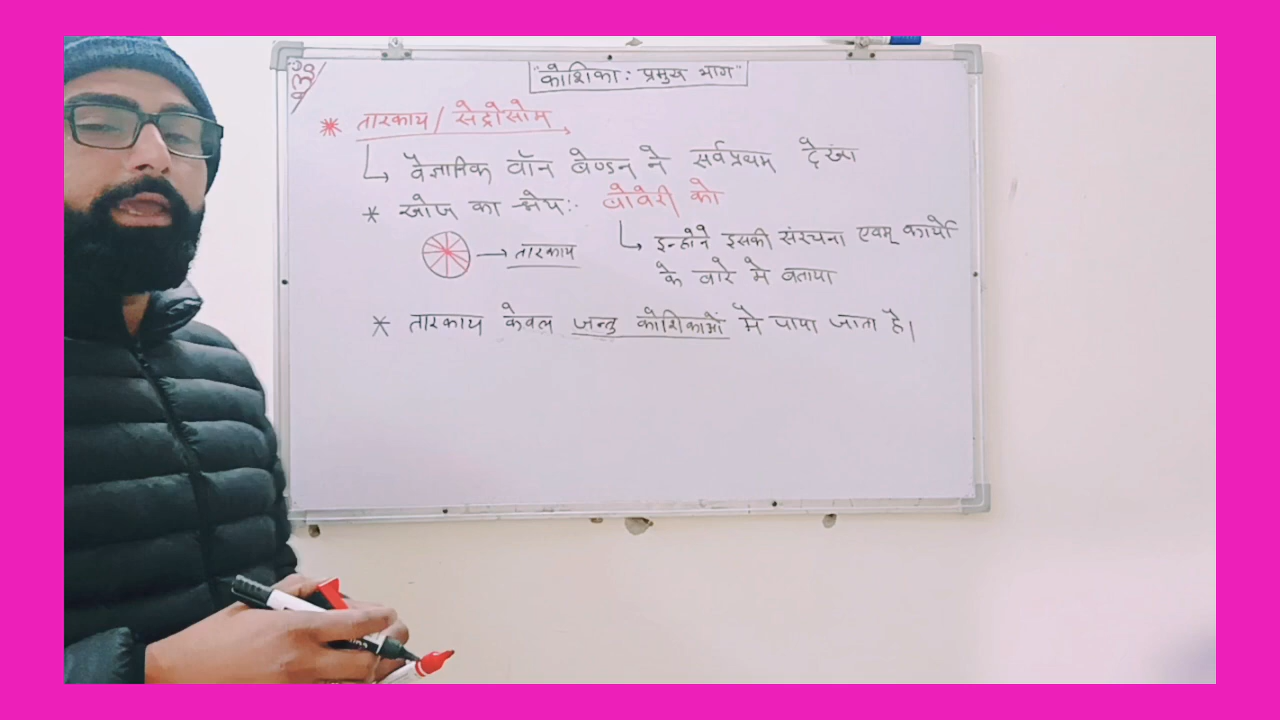 ॐ
"कोशिका: प्रमुख भाग"
* तारकाय/ सेंट्रोसोम
वैज्ञानिक वॉन बेण्डन ने सर्वप्रथम देखा
* खोज का श्रेय:- बोवेरी को
→ तारकाय
इन्होंने इसकी संरचना एवम् कार्यो
के बारे मे बताया
* तारकाय केवल जन्तु कोशिकाओं मे पाया जाता है।